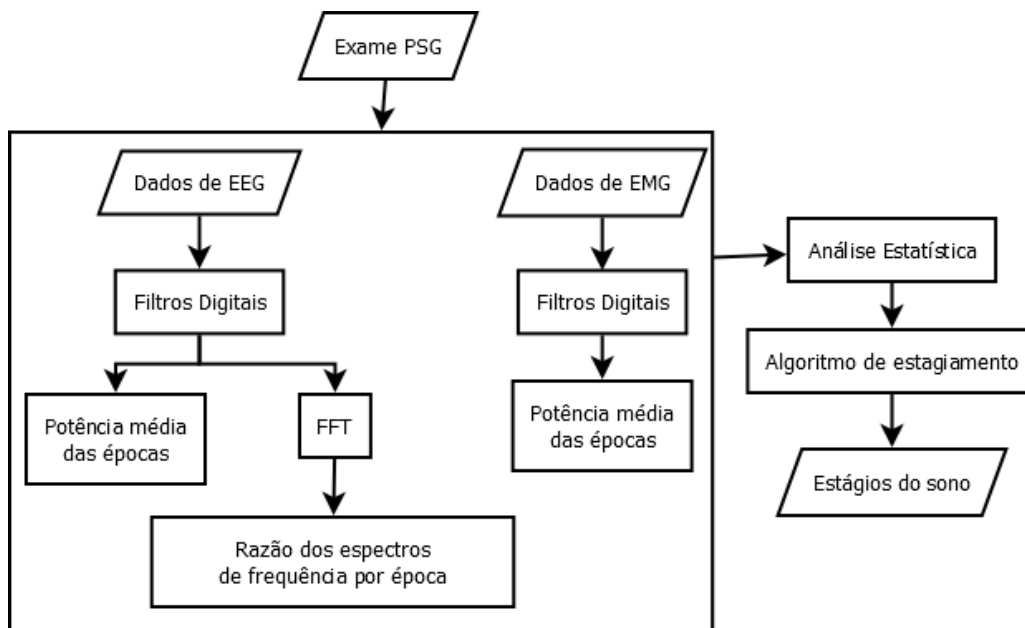 Exame PSG
Dados de EEG
Dados de EMG
Filtros Digitais
Filtros Digitais
Análise Estatística
Algoritmo de estagiamento
Potência média
das épocas
FFT
Potência média
das épocas
Estágios do sono
Razão dos espectros
de frequência por época